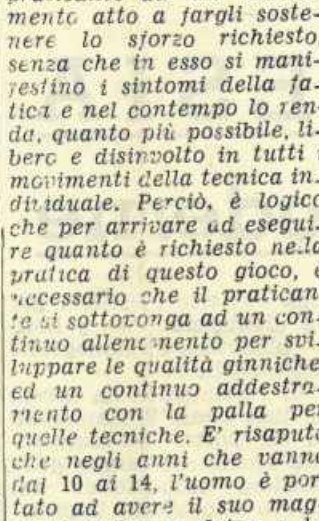 mento atto a fargli soste-
nere lo sforzo richiesto
senza che in esso si mani-
festino i sintomi della fa-
tica e nel contempo lo ren-
da, quanto più possibile, li-
bero e disinvolto in tutti i
movimenti della tecnica in-
dividuale. Perciò, è logico
che per arrivare ad esegui-
re quanto è richiesto nella
pratica di questo gioco, è
necessario che il pratican-
te si sottoponga ad un con-
tinuo allenamento per svi-
luppare le qualità ginniche
ed un continuo addestra-
mento con la palla per
quelle tecniche. E' risaputo
che negli anni che vanno
dai 10 ai 14, l'uomo è por
tato ad avere il suo mag